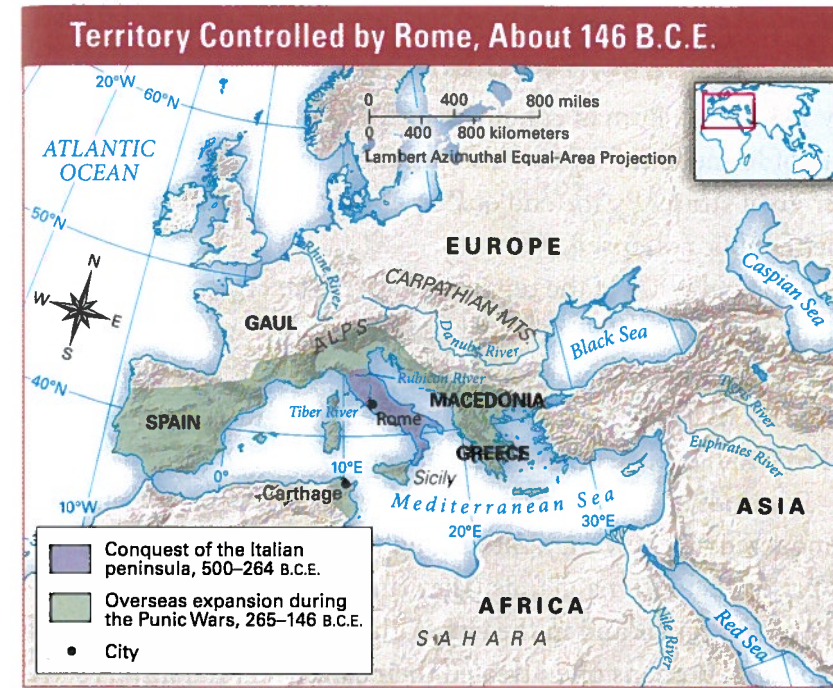 Territory Controlled by Rome, About 146 B.C.E.
20°W
60°N
0 400 800 miles
0 400 800 kilometers
Lambert Azimuthal Equal-Area Projection
ATLANTIC
OCEAN
50°N
N
W
E
S
EUROPE
Rhine River
CARPATHIAN MTS.
Caspian Sea
GAUL
ALPS
Danube River
Black Sea
40°N
Rubicon River
Tigris River
SPAIN
Tiber River
Rome
MACEDONIA
Euphrates River
GREECE
0°
10°E
Sicily
Carthage
Mediterranean Sea
ASIA
10°W
20°E
30°E
Conquest of the Italian
peninsula, 500–264 B.C.E.
Overseas expansion during
the Punic Wars, 265–146 B.C.E.
City
AFRICA
SAHARA
Nile River
Red Sea